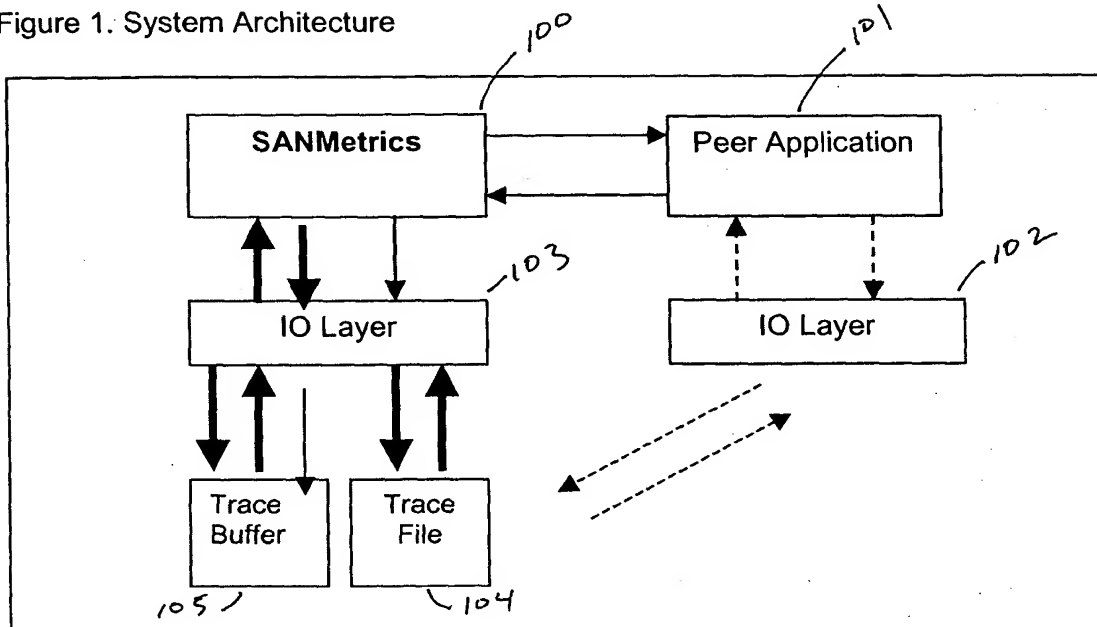 Figure 1. System Architecture
100
101
SANMetrics
Peer Application
103
102
IO Layer
IO Layer
Trace
Buffer
Trace
File
105
104